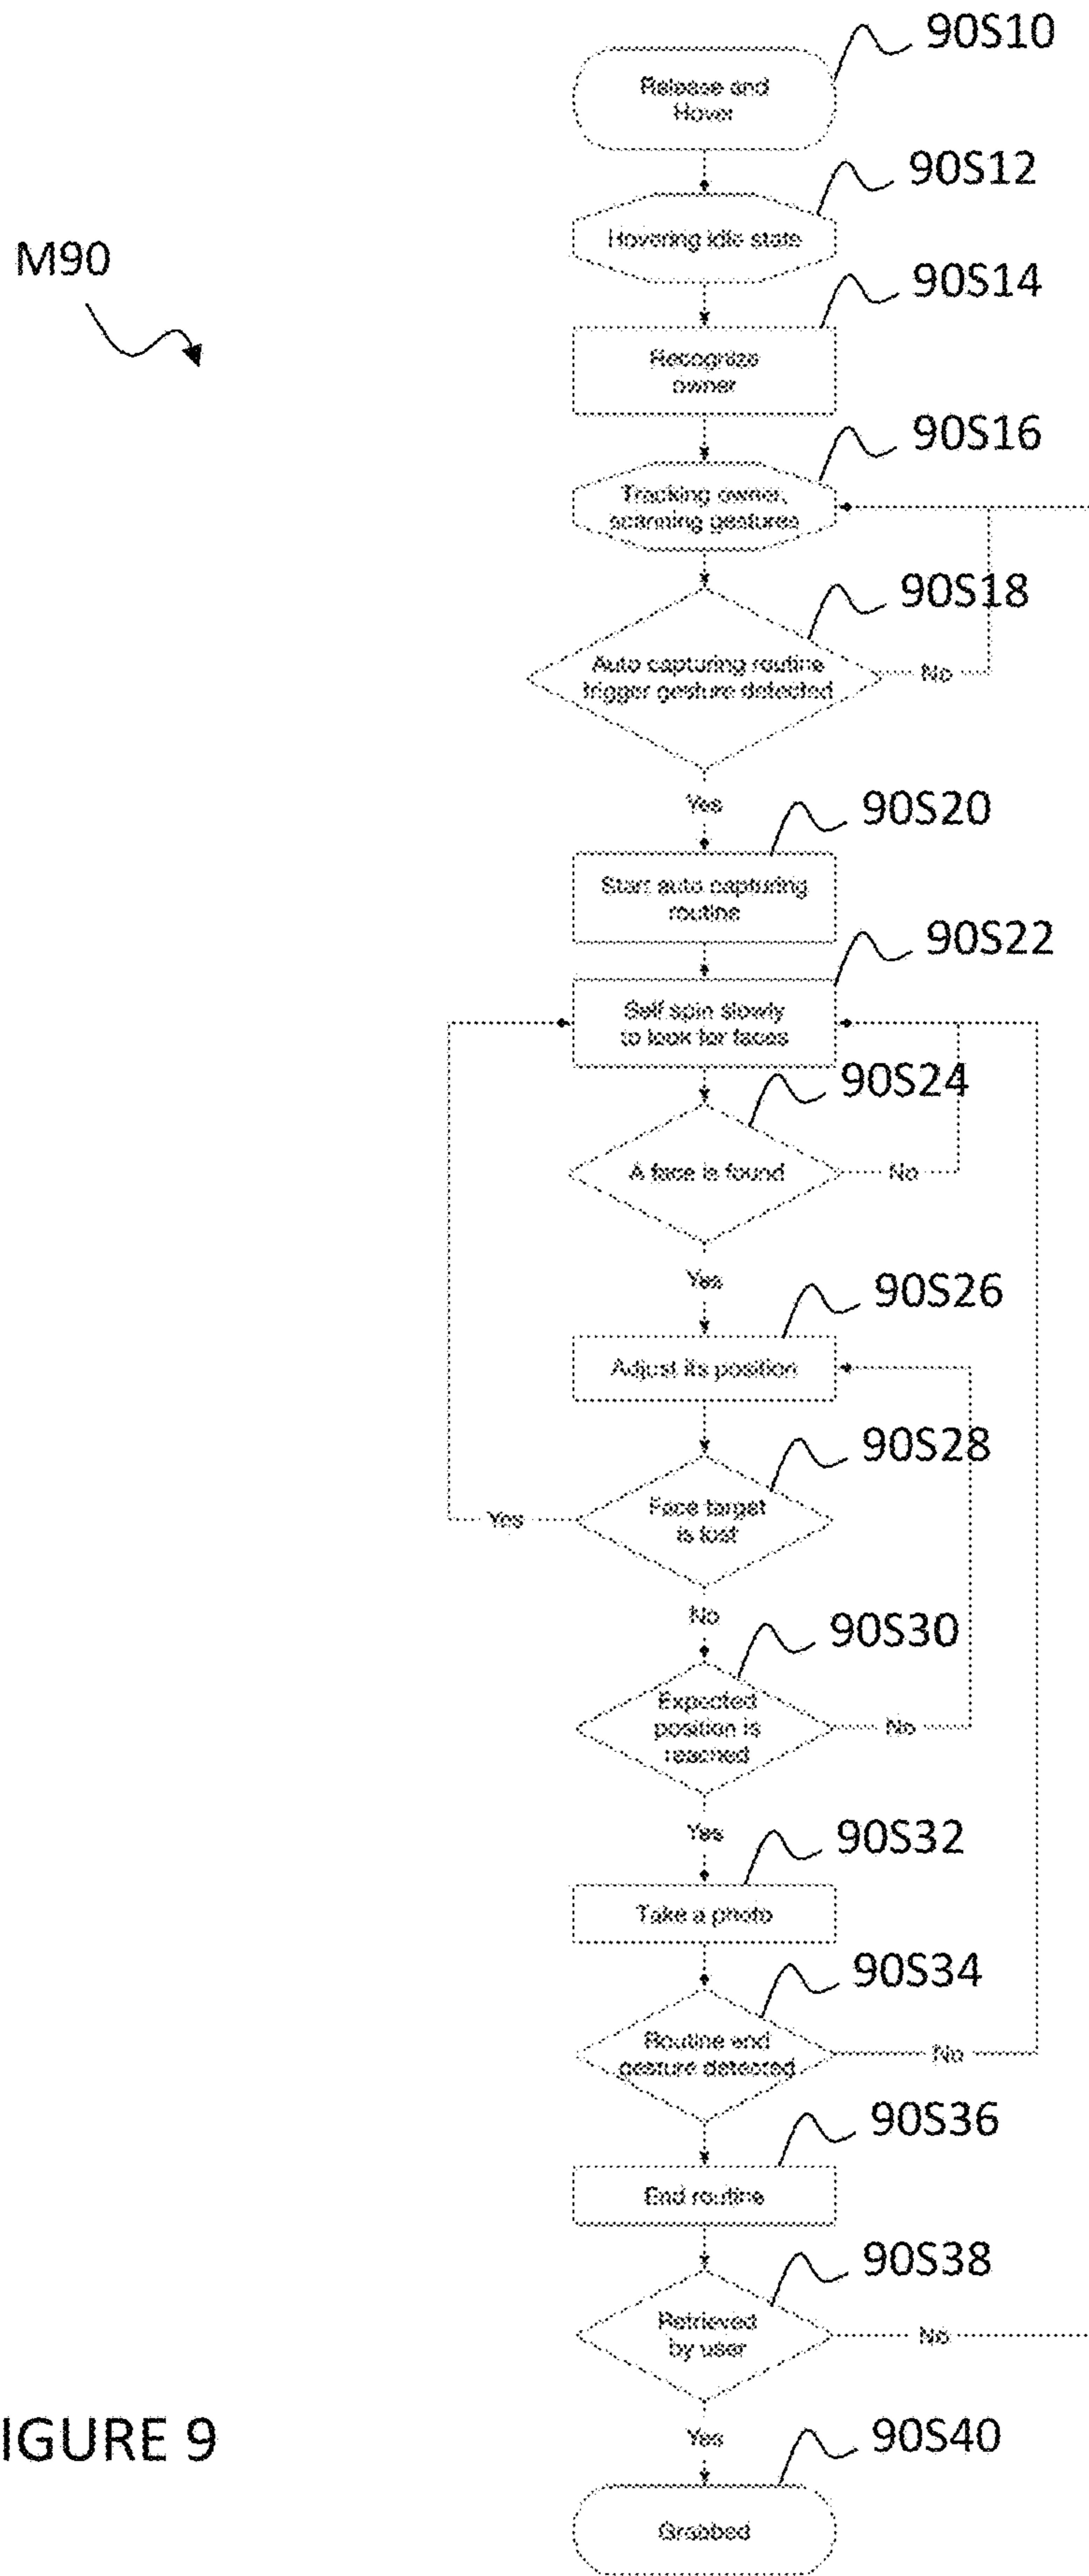 90S10
Release and
Hover
90S12
Hovering idle state
M90
90S14
Recognize
owner
90S16
Tracking owner,
scanning gestures
90S18
Auto capturing routine
trigger gesture detected
No
Yes
90S20
Start auto capturing
routine
90S22
Self spin slowly
to look for faces
90S24
A face is found
No
Yes
90S26
Adjust its position
90S28
Face target
is lost
Yes
No
90S30
Expected
position is
reached
No
Yes
90S32
Take a photo
90S34
Routine end
gesture detected
No
90S36
End routine
90S38
Retrieved
by user
No
Yes
90S40
Grabbed
IGURE 9